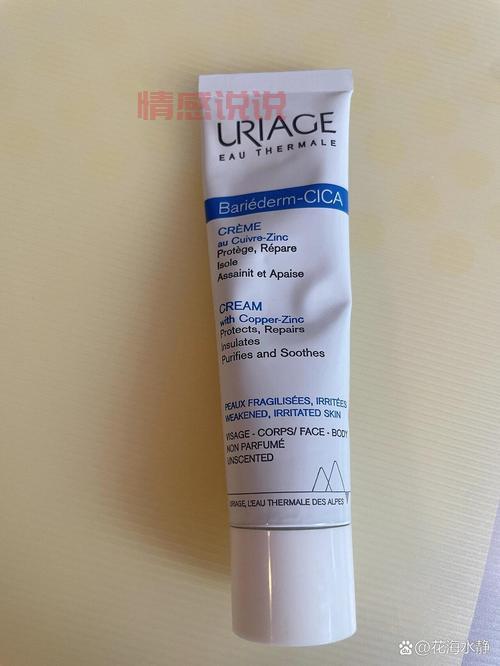 情感说说
URIAGE
EAU THERMALE
Bariéderm-CICA
CRÈME
au Cuivre-Zinc
Protège, Répare
Isole
Assainit et Apaise
CREAM
with Copper-Zinc
Protects, Repairs
Insulates
Purifies and Soothes
PEAUX FRAGILISÉES, IRRITÉES
WEAKENED, IRRITATED SKIN
VISAGE - CORPS/ FACE - BODY
NON PARFUMÉ
UNSCENTED
URIAGE, L'EAU THERMALE DES ALPES
@花海水静